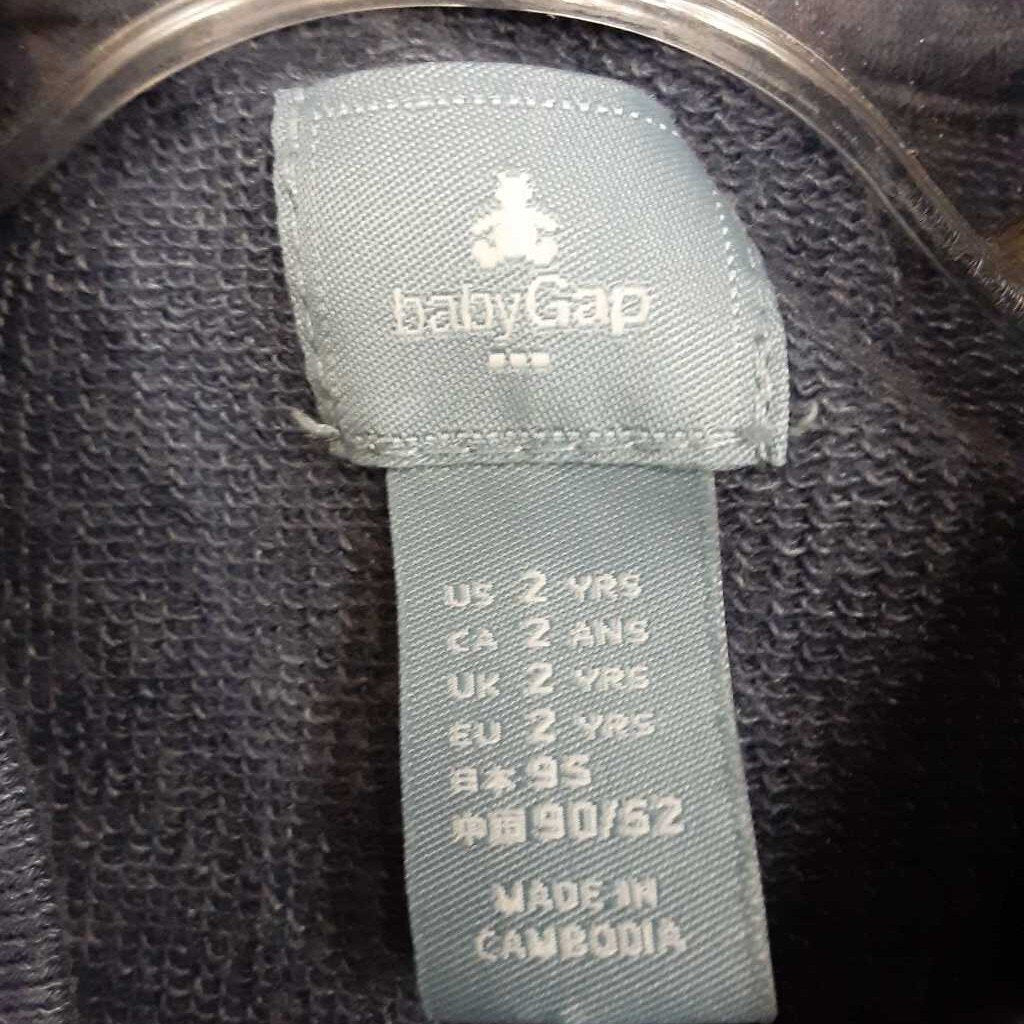 babyGap
US 2 YRS
CA 2 ANS
UK 2 YRS
EU 2 YRS
日本 95
中国 90/52
MADE IN
CAMBODIA